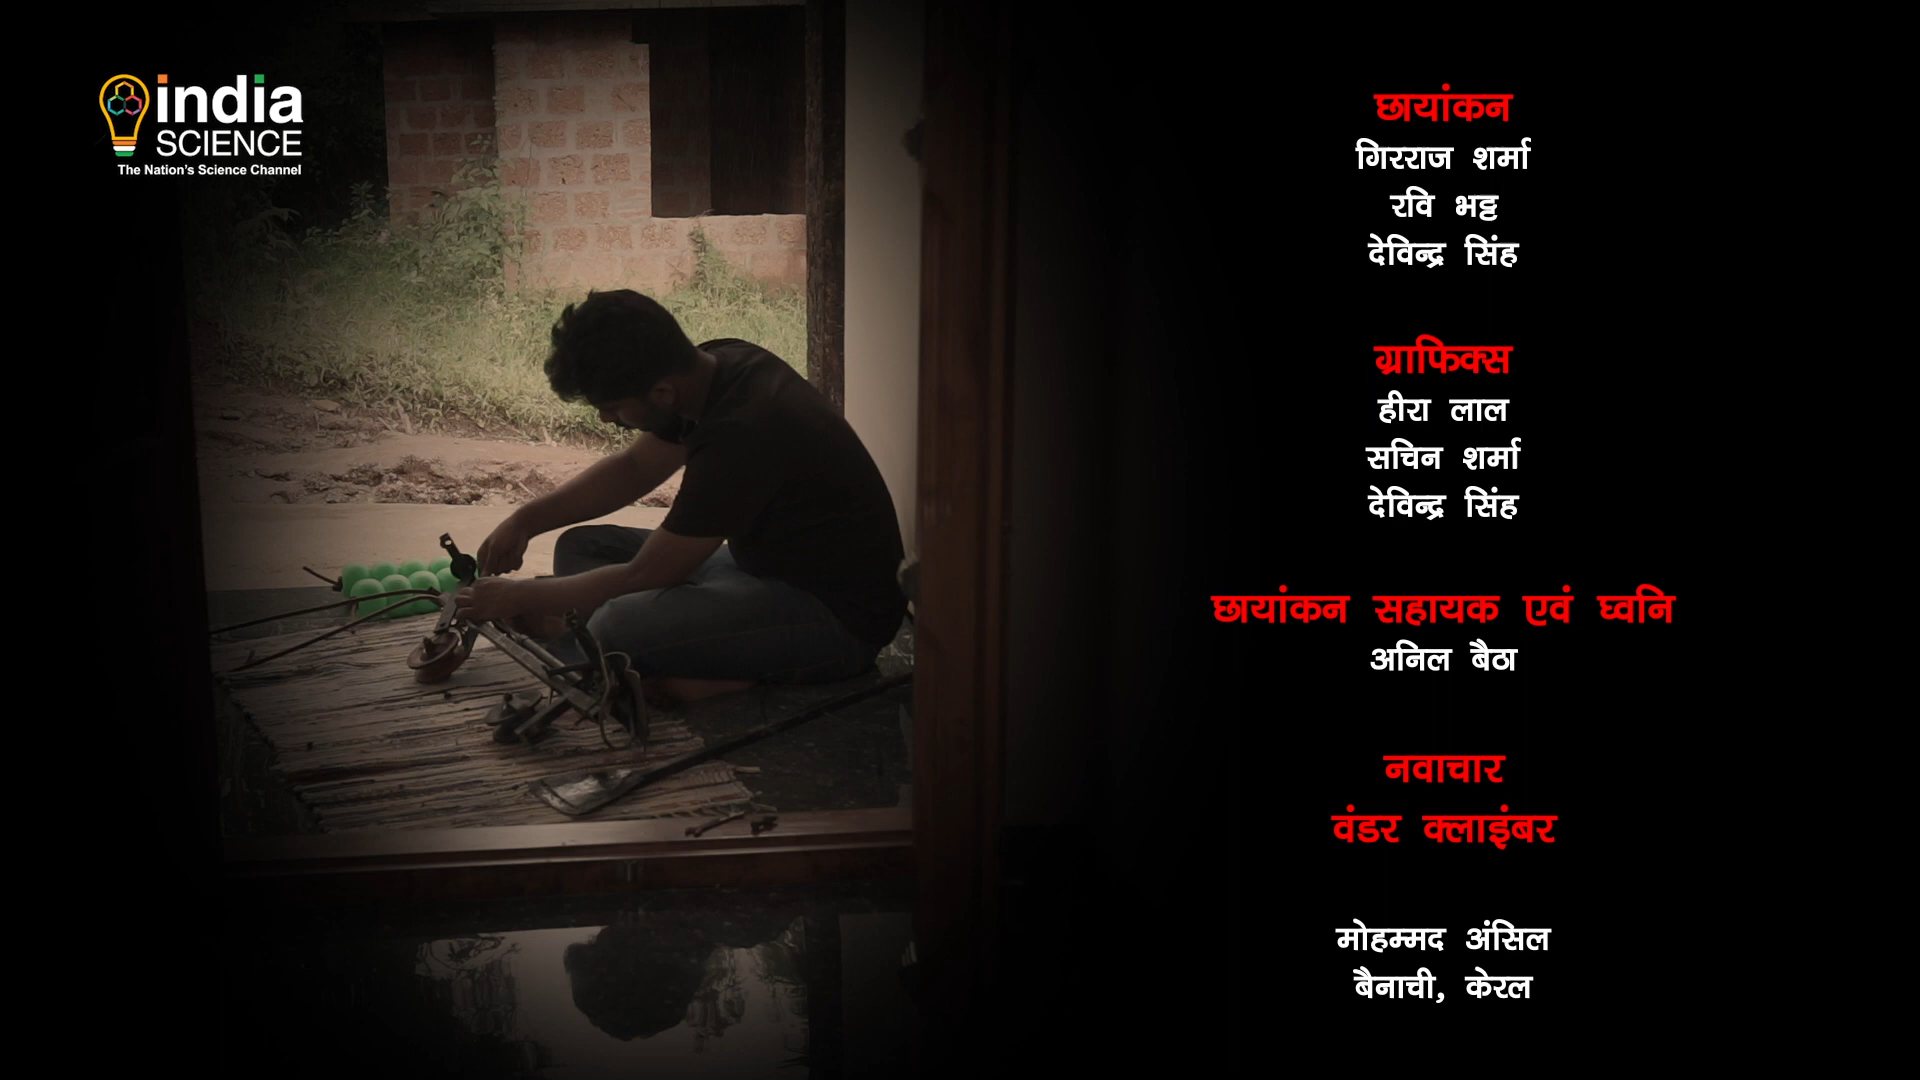 india
SCIENCE
The Nation's Science Channel
छायांकन
गिरराज शर्मा
रवि भट्ट
देविन्द्र सिंह
ग्राफिक्स
हीरा लाल
सचिन शर्मा
देविन्द्र सिंह
छायांकन सहायक एवं घ्वनि
अनिल बैठा
नवाचार
वंडर क्लाइंबर
मोहम्मद अंसिल
बैनाची, केरल